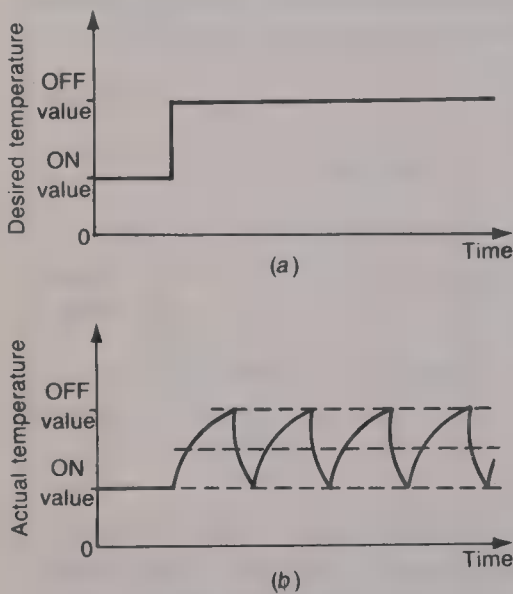 Desired temperature
OFF
value
ON
value
0
Time
(a)
Actual temperature
OFF
value
ON
value
0
Time
(b)